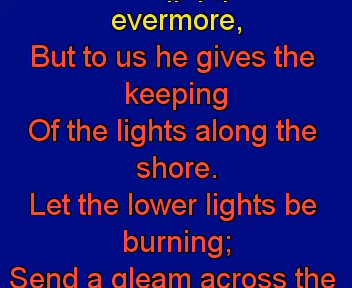 evermore,
But to us he gives the
keeping
Of the lights along the
shore.
Let the lower lights be
burning;
Send a gleam across the